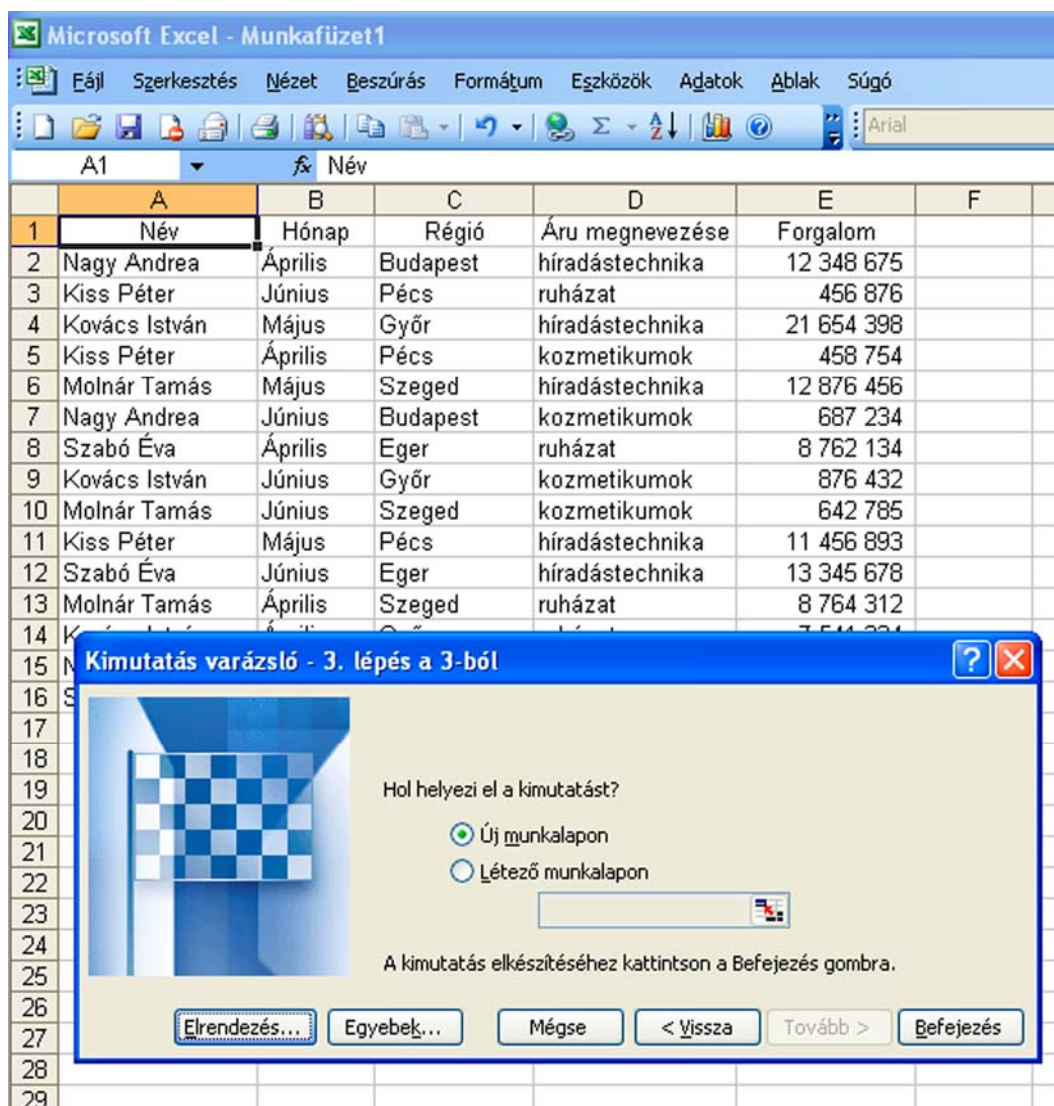 Microsoft Excel - Munkafüzet1
Fájl Szerkesztés Nézet Beszúrás Formátum Eszközök Adatok Ablak Súgó
Arial
A1 fx Név
A B C D E F
1 Név Hónap Régió Áru megnevezése Forgalom
2 Nagy Andrea Április Budapest híradástechnika 12 348 675
3 Kiss Péter Június Pécs ruházat 456 876
4 Kovács István Május Győr híradástechnika 21 654 398
5 Kiss Péter Április Pécs kozmetikumok 458 754
6 Molnár Tamás Május Szeged híradástechnika 12 876 456
7 Nagy Andrea Június Budapest kozmetikumok 687 234
8 Szabó Éva Április Eger ruházat 8 762 134
9 Kovács István Június Győr kozmetikumok 876 432
10 Molnár Tamás Június Szeged kozmetikumok 642 785
11 Kiss Péter Május Pécs híradástechnika 11 456 893
12 Szabó Éva Június Eger híradástechnika 13 345 678
13 Molnár Tamás Április Szeged ruházat 8 764 312
14
15
16
17
18
19
20
21
22
23
24
25
26
27
28
29
Kimutatás varázsló - 3. lépés a 3-ból
Hol helyezi el a kimutatást?
Új munkalapon
Létező munkalapon
A kimutatás elkészítéséhez kattintson a Befejezés gombra.
Elrendezés... Egyebek... Mégse < Vissza Tovább > Befejezés